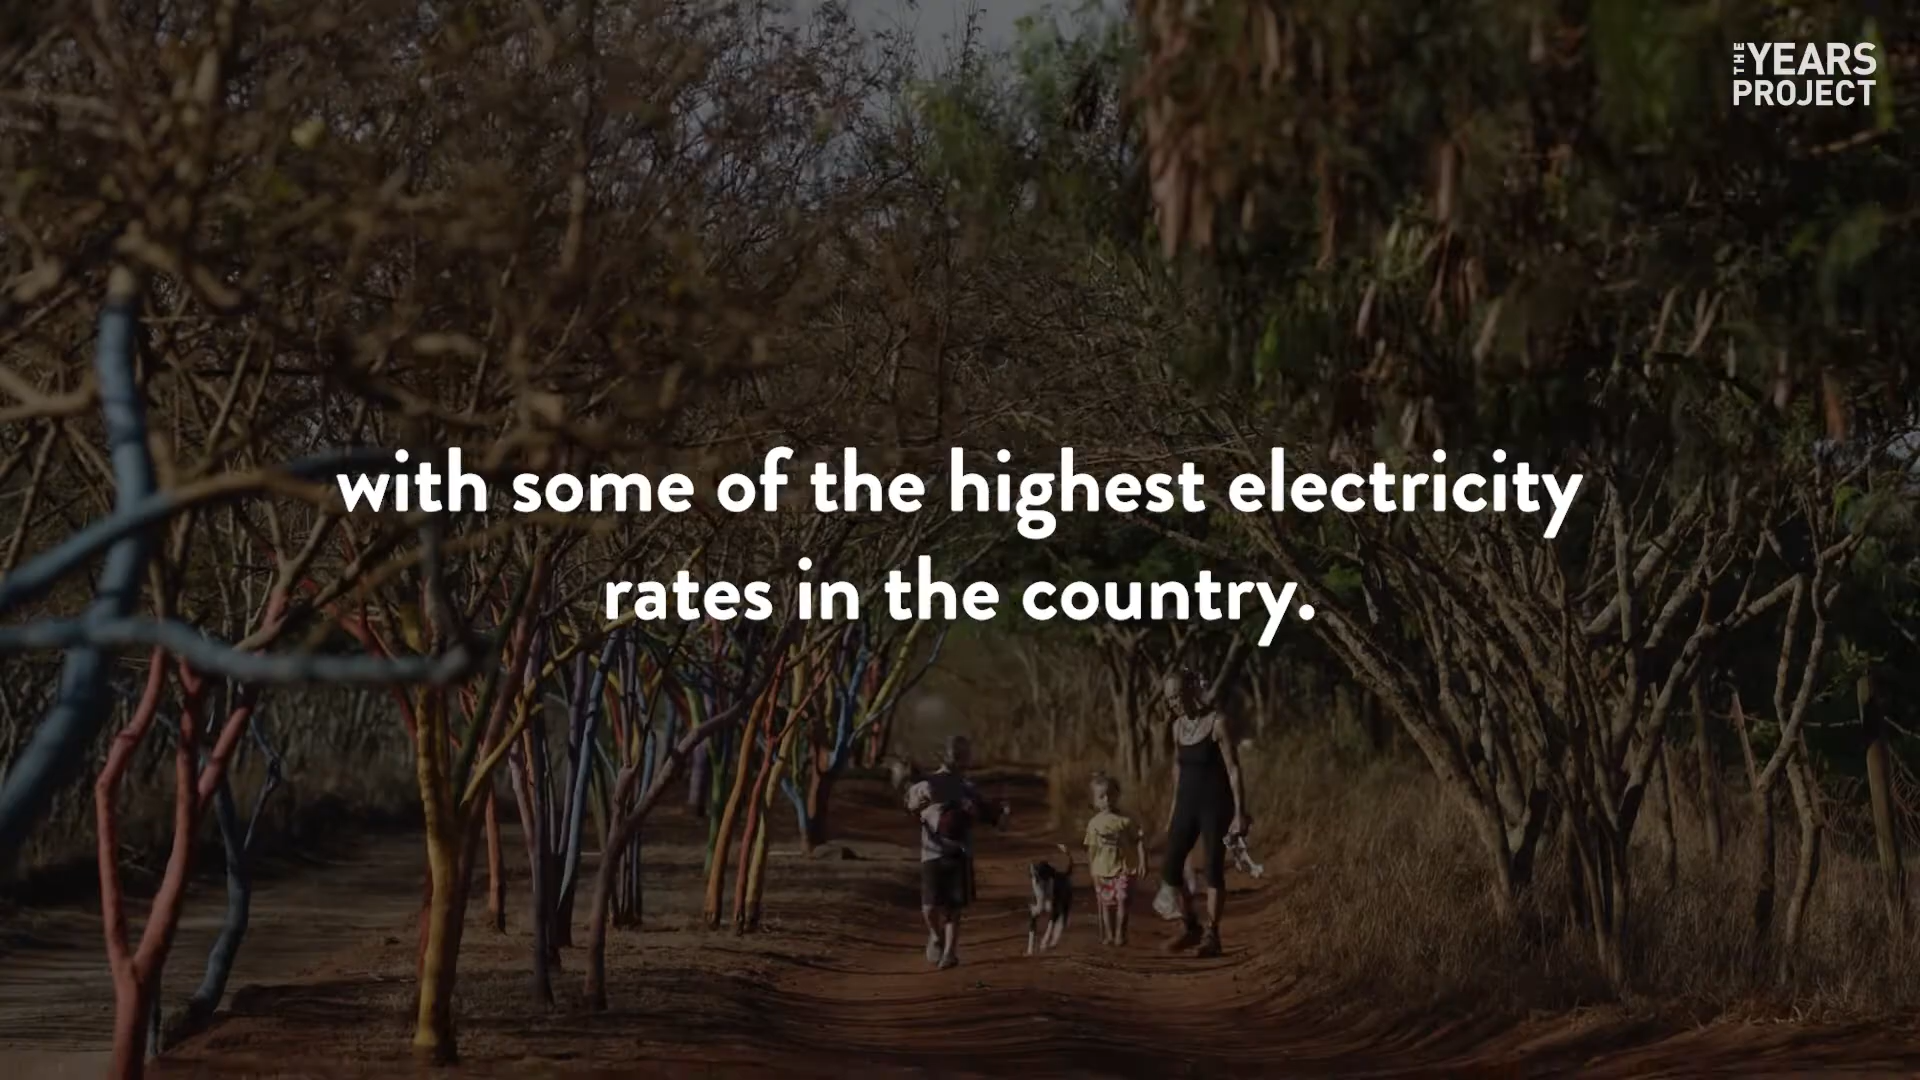 THE YEARS
PROJECT
with some of the highest electricity
rates in the country.